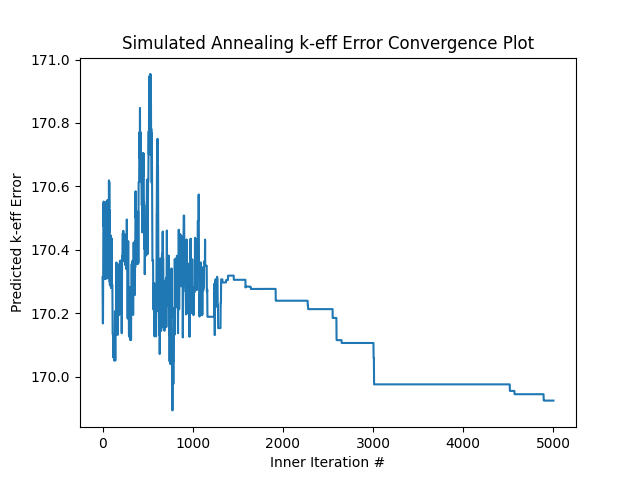 Simulated Annealing k-eff Error Convergence Plot
171.0
170.8
170.6
170.4
170.2
170.0
Predicted k-eff Error
0 1000 2000 3000 4000 5000
Inner Iteration #